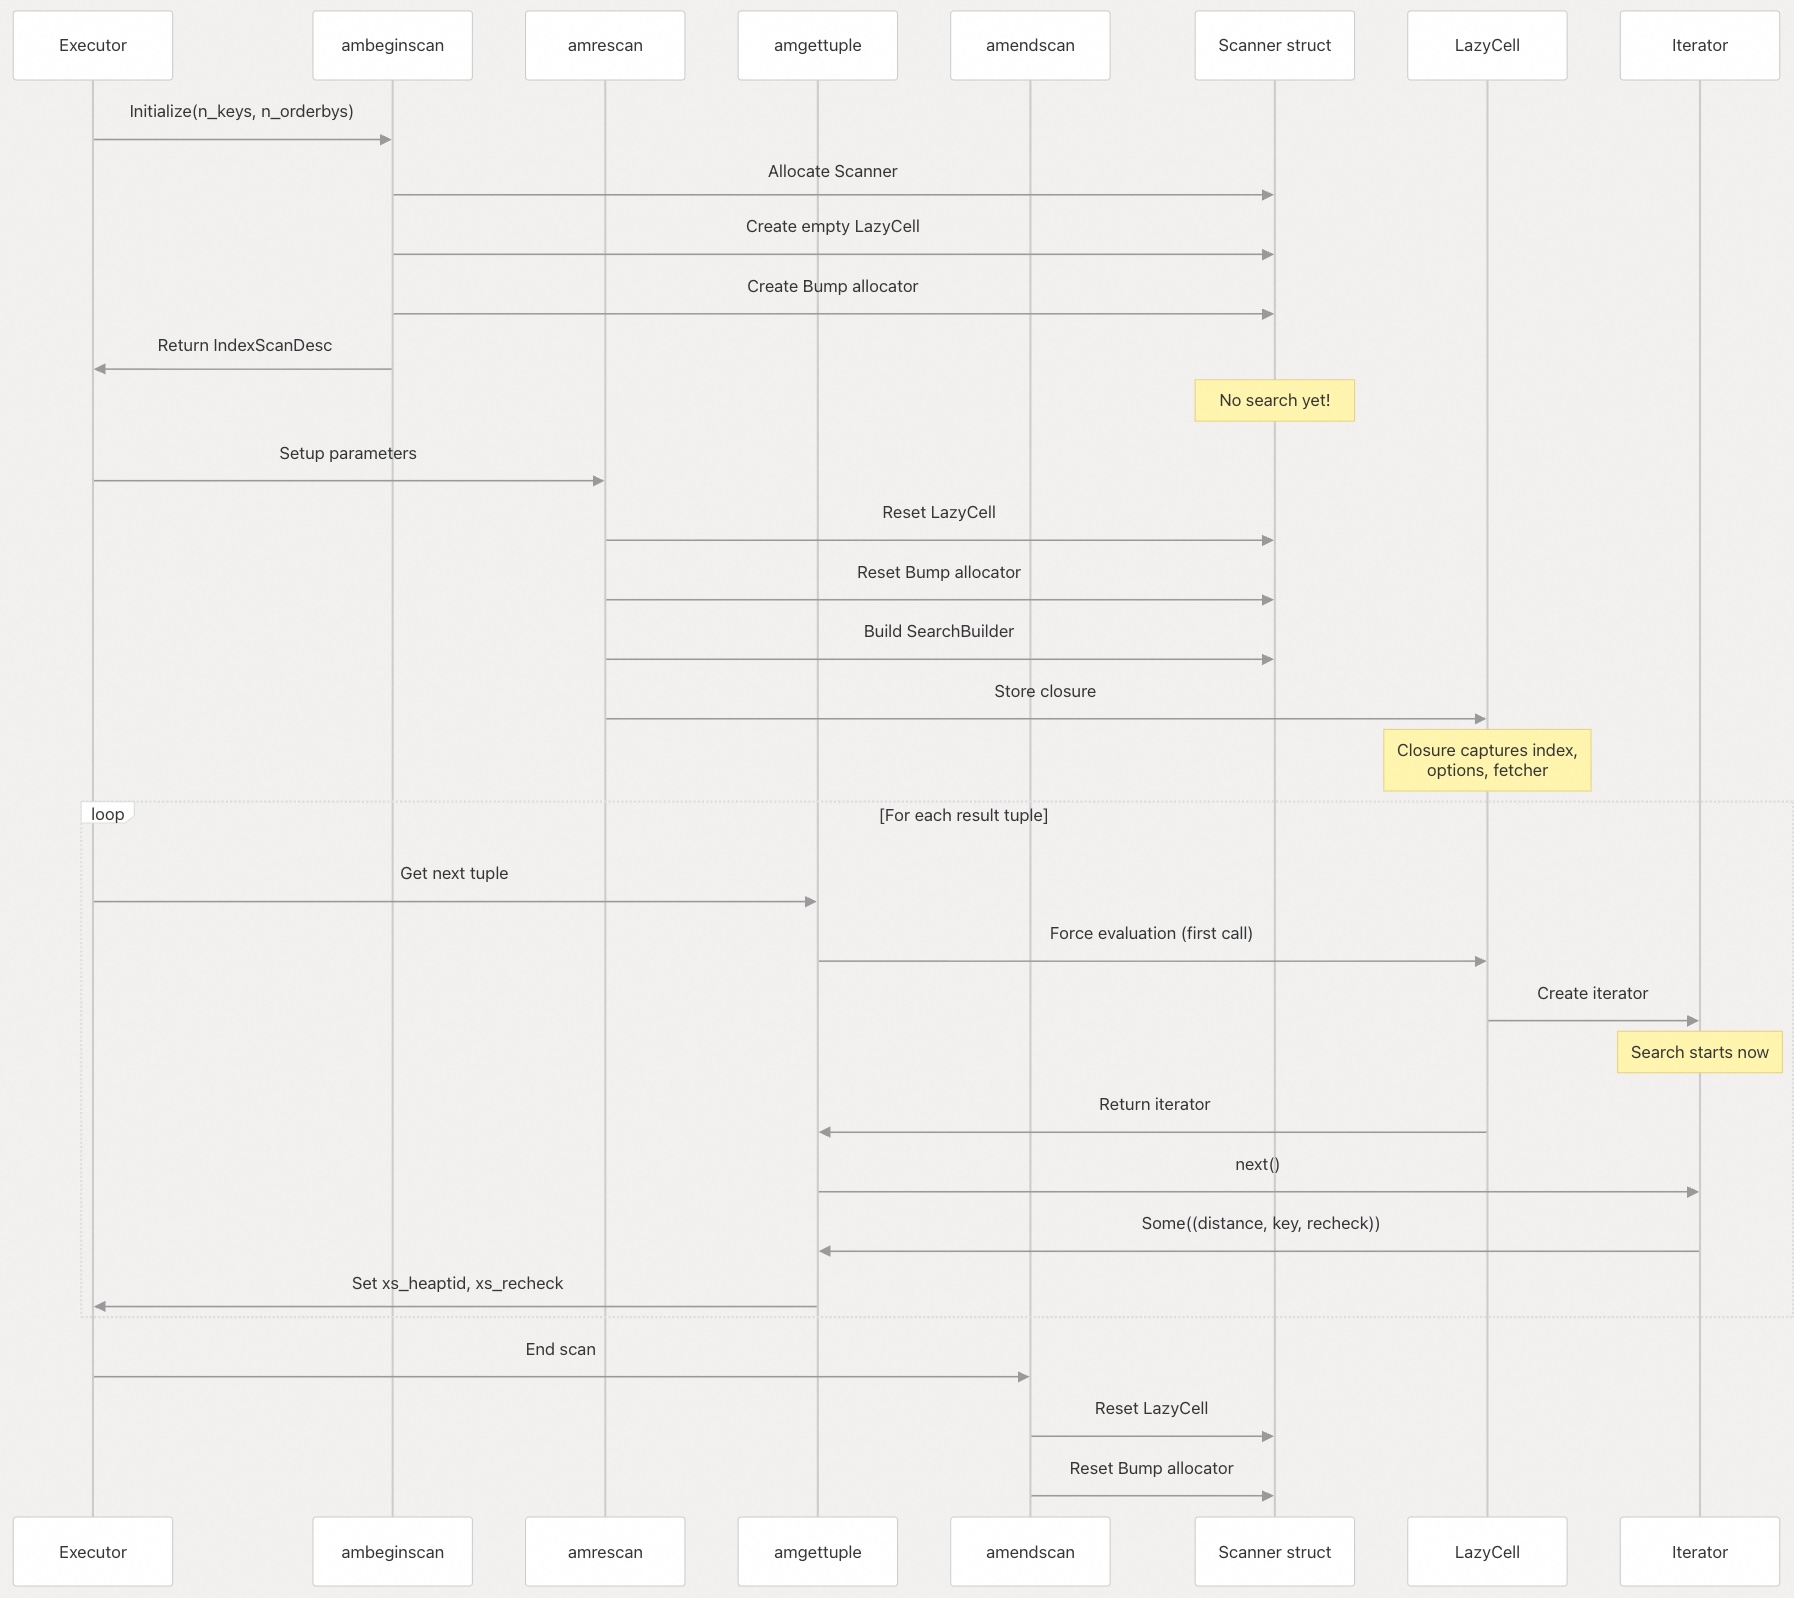 Executor
ambeginscan
amrescan
amgettuple
amendscan
Scanner struct
LazyCell
Iterator
Initialize(n_keys, n_orderbys)
Allocate Scanner
Create empty LazyCell
Create Bump allocator
Return IndexScanDesc
No search yet!
Setup parameters
Reset LazyCell
Reset Bump allocator
Build SearchBuilder
Store closure
Closure captures index,
options, fetcher
loop
[For each result tuple]
Get next tuple
Force evaluation (first call)
Create iterator
Search starts now
Return iterator
next()
Some((distance, key, recheck))
Set xs_heaptid, xs_recheck
End scan
Reset LazyCell
Reset Bump allocator
Executor
ambeginscan
amrescan
amgettuple
amendscan
Scanner struct
LazyCell
Iterator